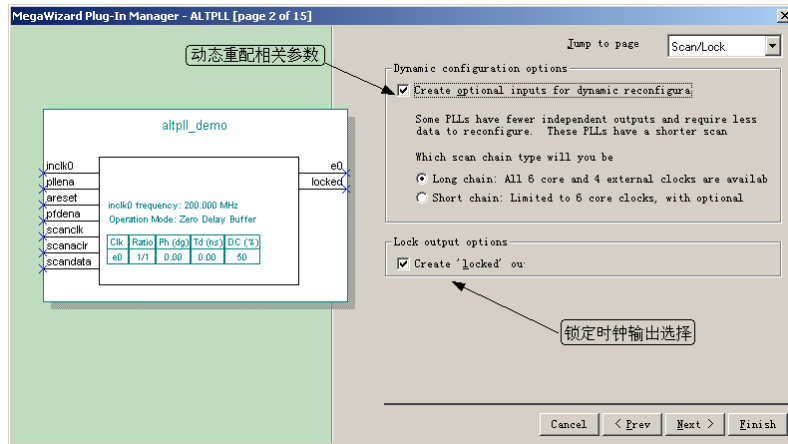 MegaWizard Plug-In Manager - ALTPLL [page 2 of 15]
动态重配相关参数
Jump to page
Scan/Lock
Dynamic configuration options
Create optional inputs for dynamic reconfigura
Some PLLs have fewer independent outputs and require less
data to reconfigure. These PLLs have a shorter scan
Which scan chain type will you be
Long chain: All 6 core and 4 external clocks are availab
Short chain: Limited to 6 core clocks, with optional
Lock output options
Create 'locked' ou
锁定时钟输出选择
altpll_demo
inclk0
pllena
areset
pfdena
scanclk
scanaclr
scandata
e0
locked
inclk0 frequency: 200.000 MHz
Operation Mode: Zero Delay Buffer
Clk Ratio Ph (dg) Td (ns) DC (%)
e0 1/1 0.00 0.00 50
Cancel
< Prev
Next >
Finish